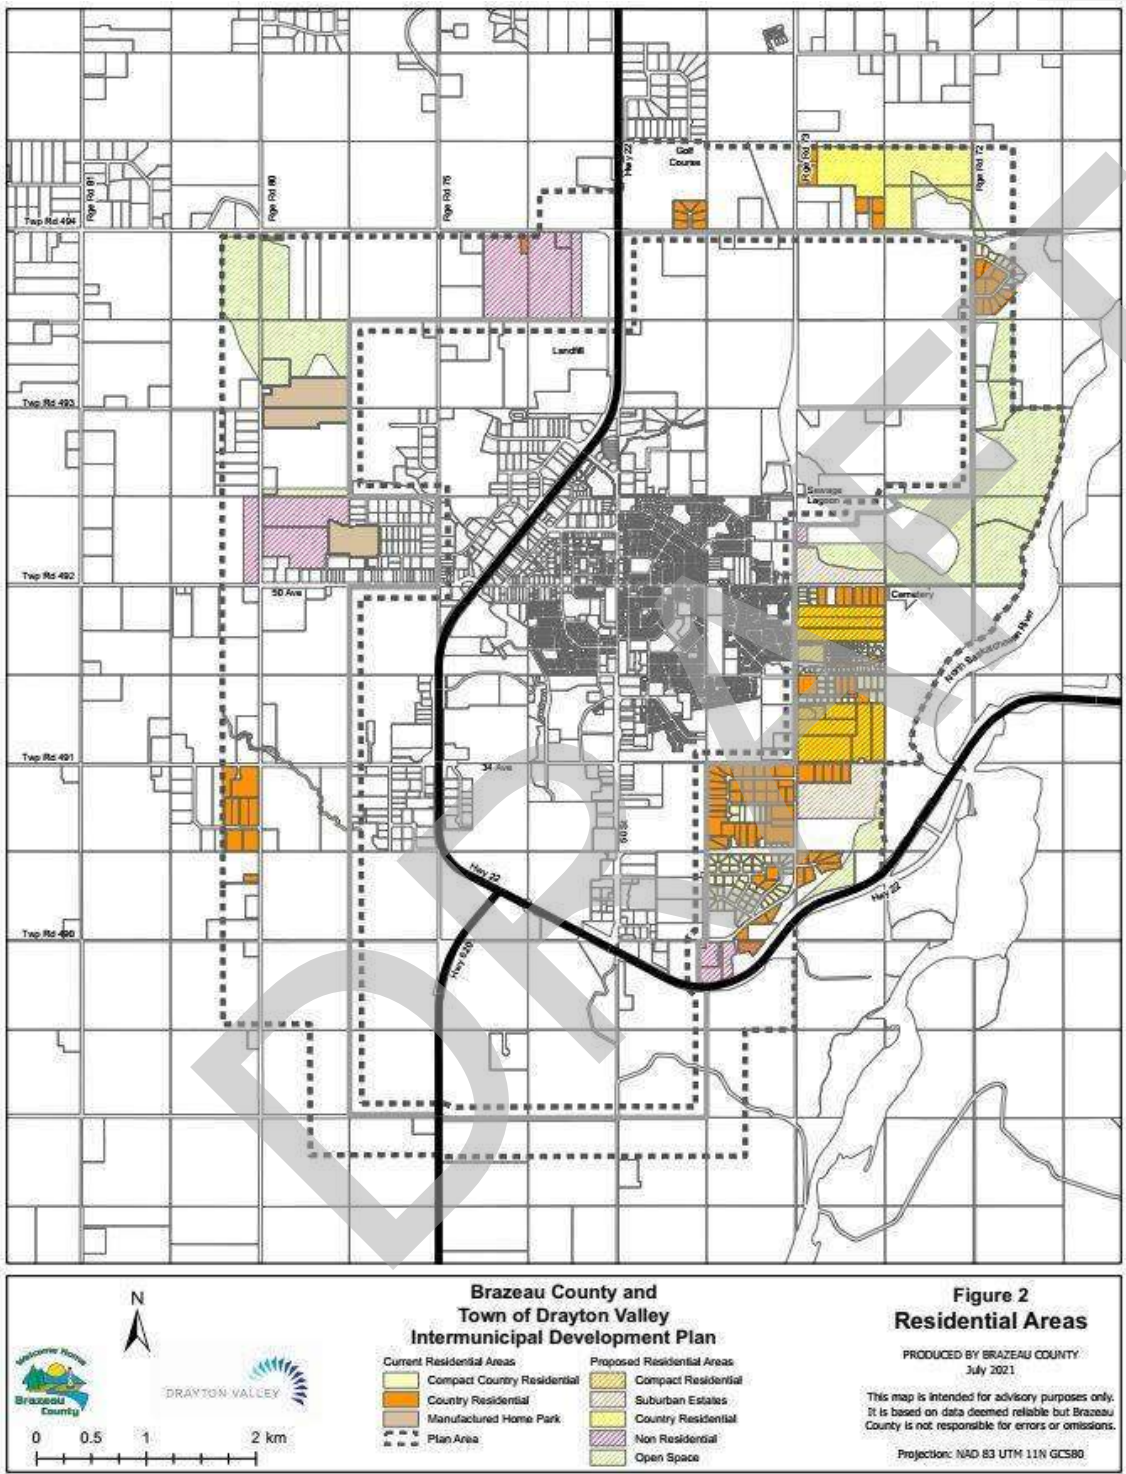 Golf
Course
Hwy 22
Rge Rd 73
Rge Rd 72
Rge Rd 81
Rge Rd 80
Rge Rd 75
Twp Rd 494
Landfill
Twp Rd 493
Sewage
Lagoon
Twp Rd 492
50 Ave
Cemetery
North Saskatchewan River
Twp Rd 491
34 Ave
50 St
Hwy 22
Hwy 22
Twp Rd 490
Hwy 620
DRAFT
N
Welcome Home
Brazeau
County
DRAYTON VALLEY
0 0.5 1 2 km
Brazeau County and
Town of Drayton Valley
Intermunicipal Development Plan
Current Residential Areas
Compact Country Residential
Country Residential
Manufactured Home Park
Plan Area
Proposed Residential Areas
Compact Residential
Suburban Estates
Country Residential
Non Residential
Open Space
Figure 2
Residential Areas
PRODUCED BY BRAZEAU COUNTY
July 2021
This map is intended for advisory purposes only.
It is based on data deemed reliable but Brazeau
County is not responsible for errors or omissions.
Projection: NAD 83 UTM 11N GCS80